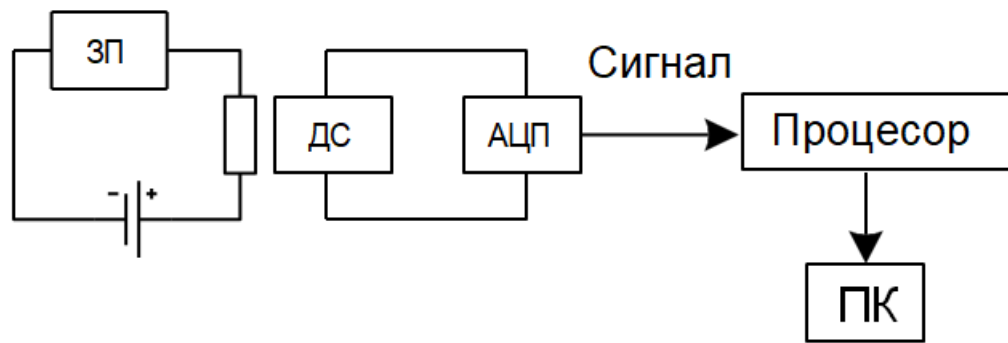 ЗП
ДС
АЦП
Сигнал
Процесор
ПК
- +